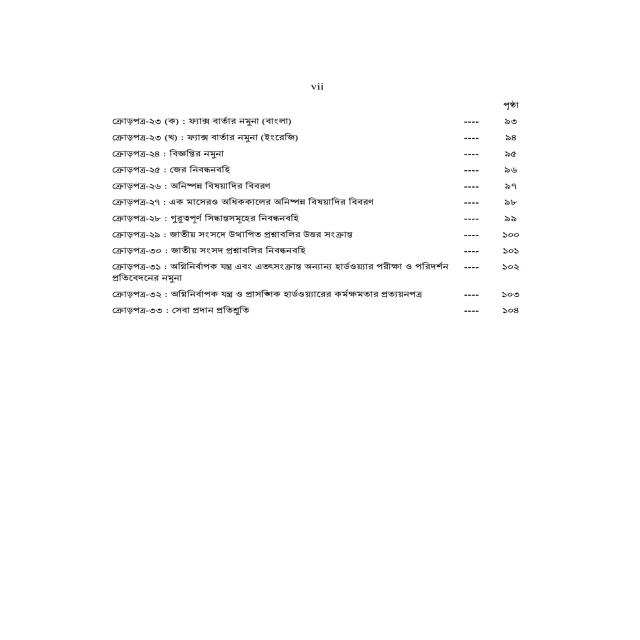 vii
পৃষ্ঠা
ক্রোড়পত্র-২৩ (ক) : ফ্যাক্স বার্তার নমুনা (বাংলা) ---- ৯৩
ক্রোড়পত্র-২৩ (খ) : ফ্যাক্স বার্তার নমুনা (ইংরেজি) ---- ৯৪
ক্রোড়পত্র-২৪ : বিজ্ঞপ্তির নমুনা ---- ৯৫
ক্রোড়পত্র-২৫ : জের নিবন্ধনবহি ---- ৯৬
ক্রোড়পত্র-২৬ : অনিষ্পন্ন বিষয়াদির বিবরণ ---- ৯৭
ক্রোড়পত্র-২৭ : এক মাসেরও অধিককালের অনিষ্পন্ন বিষয়াদির বিবরণ ---- ৯৮
ক্রোড়পত্র-২৮ : গুরুত্বপূর্ণ সিদ্ধান্তসমূহের নিবন্ধনবহি ---- ৯৯
ক্রোড়পত্র-২৯ : জাতীয় সংসদে উত্থাপিত প্রশ্নাবলির উত্তর সংক্রান্ত ---- ১০০
ক্রোড়পত্র-৩০ : জাতীয় সংসদ প্রশ্নাবলির নিবন্ধনবহি ---- ১০১
ক্রোড়পত্র-৩১ : অগ্নিনির্বাপক যন্ত্র এবং এতৎসংক্রান্ত অন্যান্য হার্ডওয়্যার পরীক্ষা ও পরিদর্শন ---- ১০২
প্রতিবেদনের নমুনা
ক্রোড়পত্র-৩২ : অগ্নিনির্বাপক যন্ত্র ও প্রাসঙ্গিক হার্ডওয়্যারের কর্মক্ষমতার প্রত্যয়নপত্র ---- ১০৩
ক্রোড়পত্র-৩৩ : সেবা প্রদান প্রতিশ্রুতি ---- ১০৪